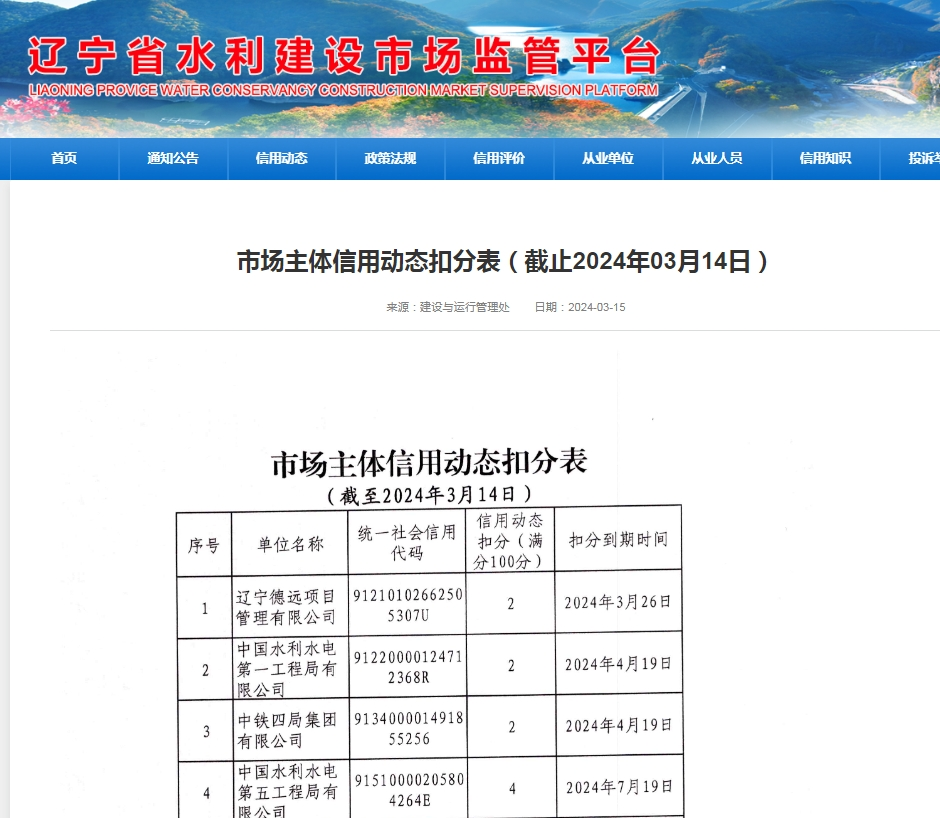 辽宁省水利建设市场监管平台
LIAONING PROVICE WATER CONSERVANCY CONSTRUCTION MARKET SUPERVISION PLATFORM
首页 通知公告 信用动态 政策法规 信用评价 从业单位 从业人员 信用知识 投诉
市场主体信用动态扣分表（截止2024年03月14日）
来源：建设与运行管理处 日期：2024-03-15
市场主体信用动态扣分表
（截至2024年3月14日）
序号
单位名称
统一社会信用
代码
信用动态
扣分（满
分100分）
扣分到期时间
1
辽宁德远项目
管理有限公司
9121010266250
5307U
2
2024年3月26日
2
中国水利水电
第一工程局有
限公司
9122000012471
2368R
2
2024年4月19日
3
中铁四局集团
有限公司
9134000014918
55256
2
2024年4月19日
4
中国水利水电
第五工程局有
限公司
9151000020580
4264E
4
2024年7月19日